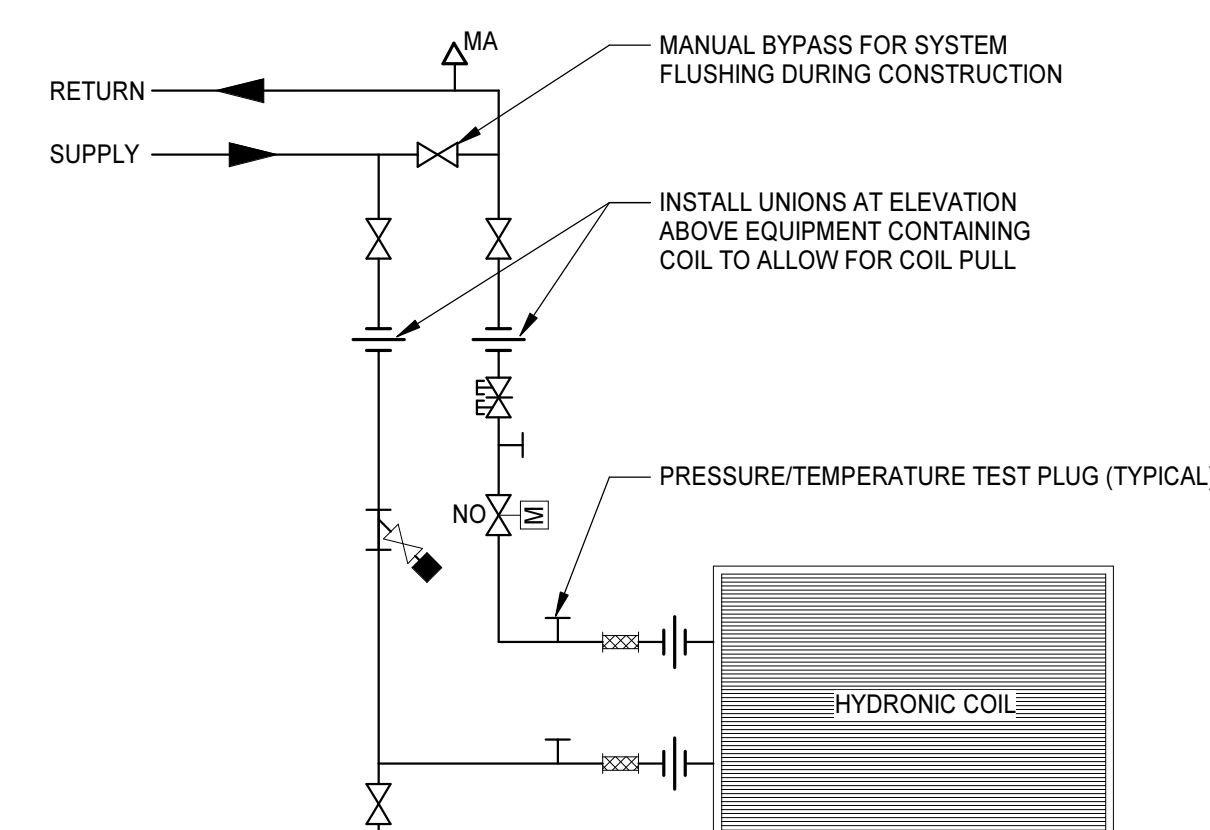 MA
MANUAL BYPASS FOR SYSTEM
FLUSHING DURING CONSTRUCTION
RETURN
SUPPLY
INSTALL UNIONS AT ELEVATION
ABOVE EQUIPMENT CONTAINING
COIL TO ALLOW FOR COIL PULL
PRESSURE/TEMPERATURE TEST PLUG (TYPICAL)
NO
M
HYDRONIC COIL